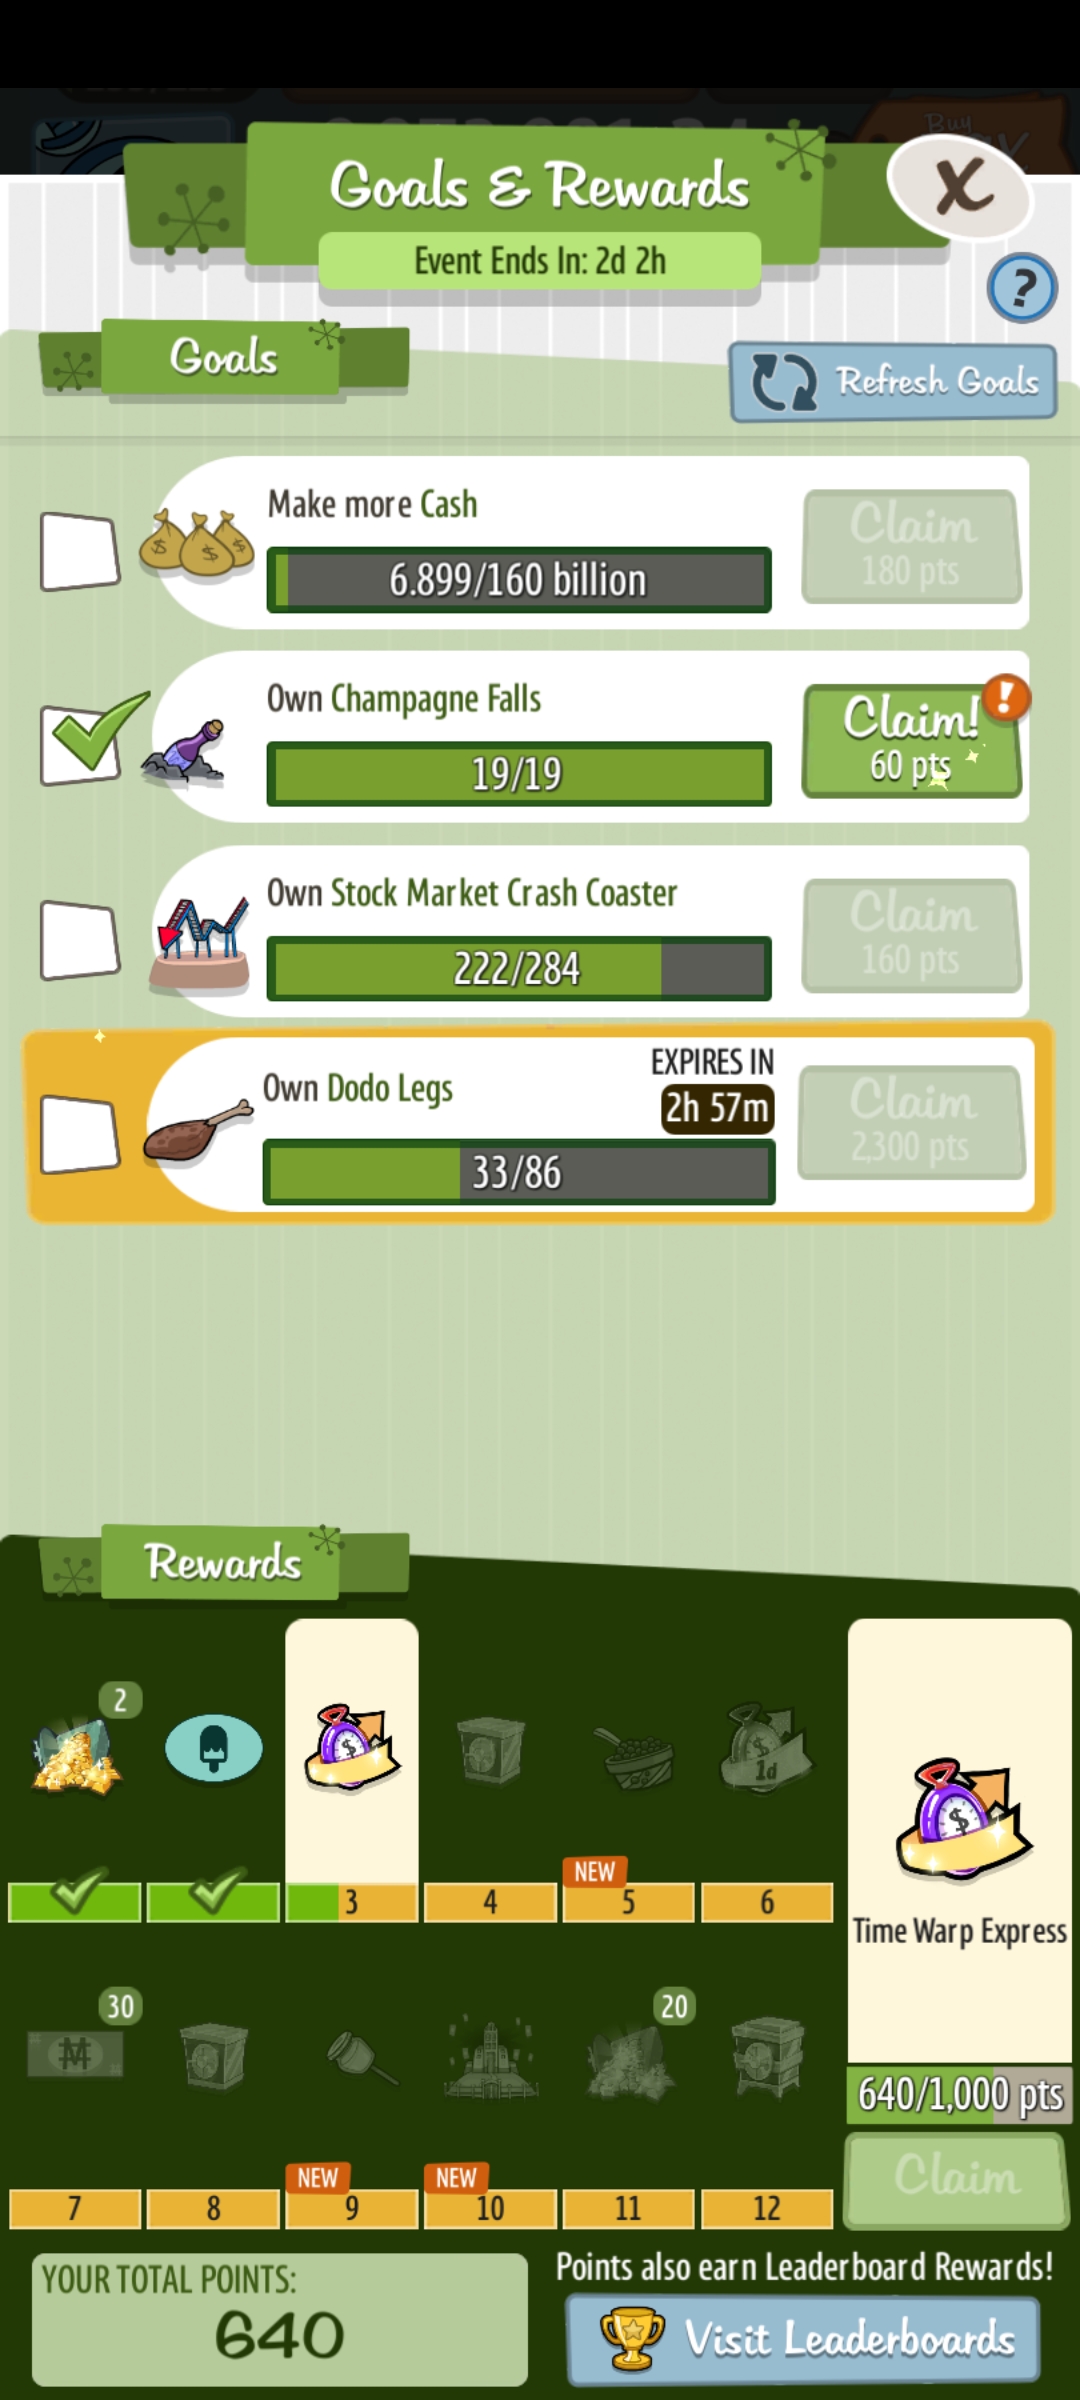 Buy
Goals & Rewards
X
Event Ends In: 2d 2h
?
Goals
Refresh Goals
Make more Cash
6.899/160 billion
Claim
180 pts
Own Champagne Falls
19/19
Claim!
60 pts
!
Own Stock Market Crash Coaster
222/284
Claim
160 pts
Own Dodo Legs
EXPIRES IN
2h 57m
33/86
Claim
2,300 pts
Rewards
2
1d
3
4
NEW
5
6
Time Warp Express
30
20
640/1,000 pts
Claim
7
8
NEW
9
NEW
10
11
12
YOUR TOTAL POINTS:
640
Points also earn Leaderboard Rewards!
Visit Leaderboards